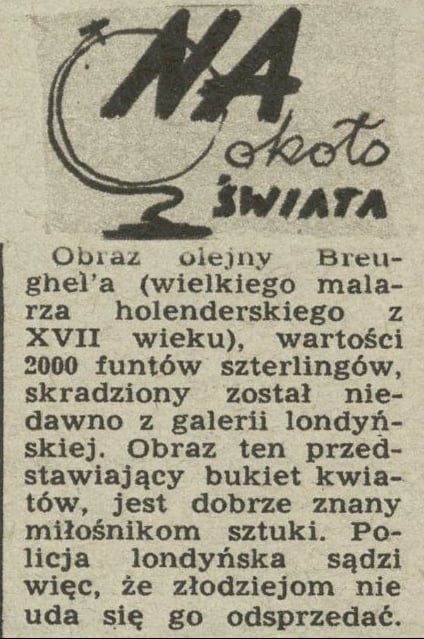 NA
około
ŚWIATA
Obraz olejny Breu-
ghel'a (wielkiego mala-
rza holenderskiego z
XVII wieku), wartości
2000 funtów szterlingów,
skradziony został nie-
dawno z galerii londyń-
skiej. Obraz ten przed-
stawiający bukiet kwia-
tów, jest dobrze znany
miłośnikom sztuki. Po-
licja londyńska sądzi
więc, że złodziejom nie
uda się go odsprzedać.